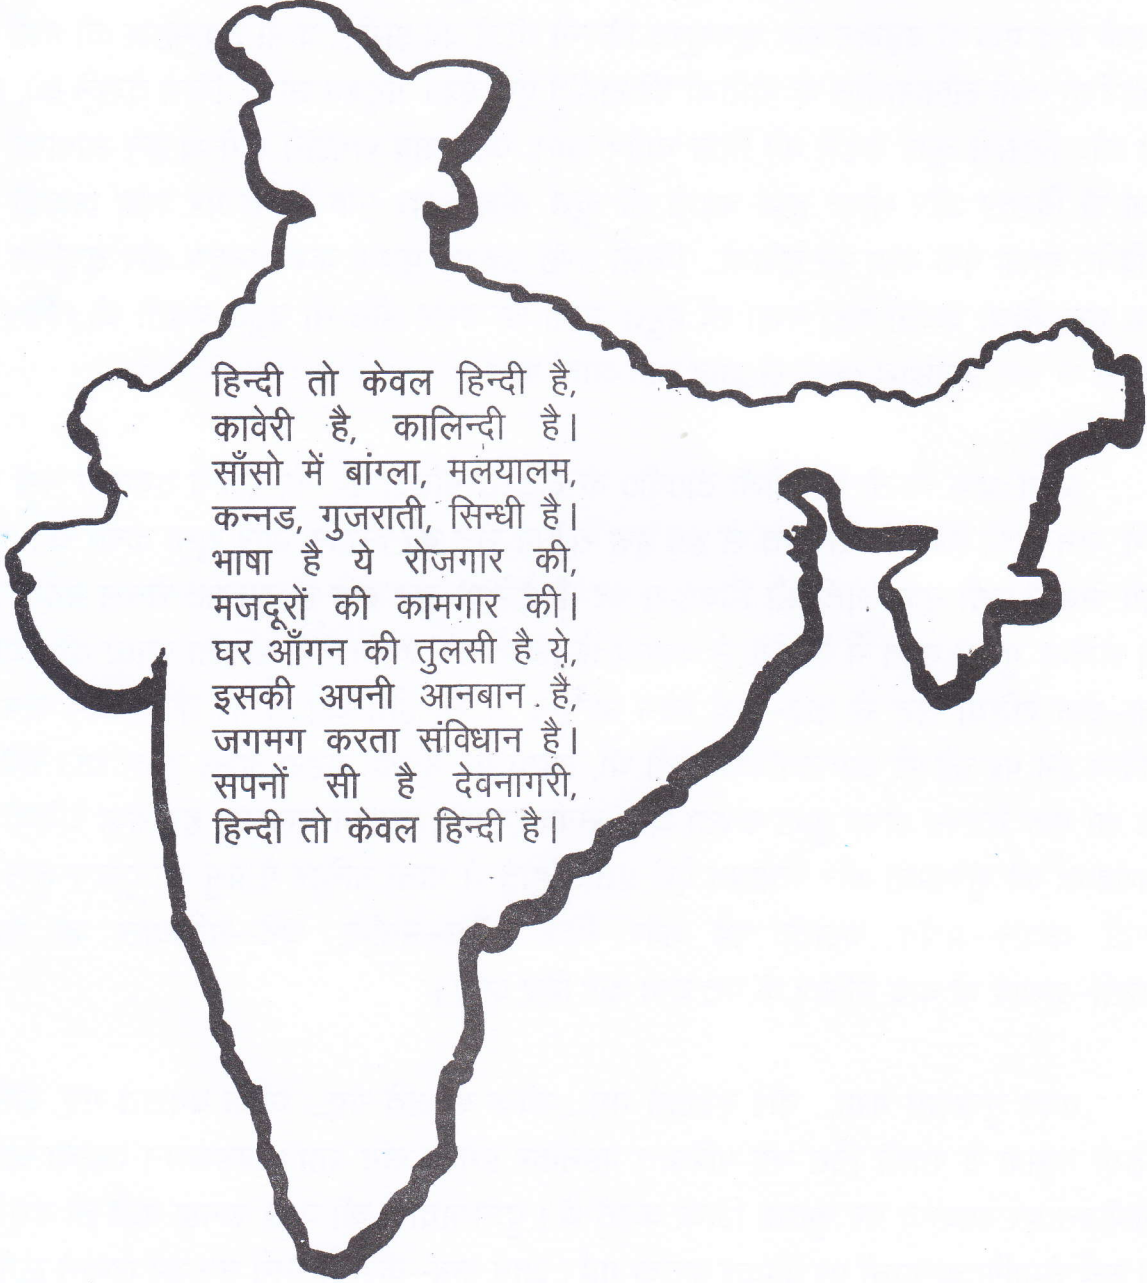 हिन्दी तो केवल हिन्दी है,
कावेरी है, कालिन्दी है।
साँसो में बांग्ला, मलयालम,
कन्नड, गुजराती, सिन्धी है।
भाषा है ये रोजगार की,
मजदूरों की कामगार की।
घर आँगन की तुलसी है ये,
इसकी अपनी आनबान है,
जगमग करता संविधान है।
सपनों सी है देवनागरी,
हिन्दी तो केवल हिन्दी है।